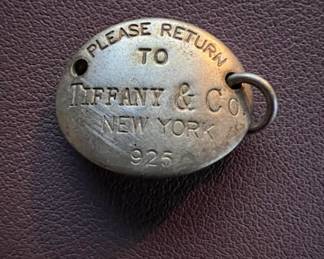 PLEASE RETURN
TO
TIFFANY & CO.
NEW YORK
925